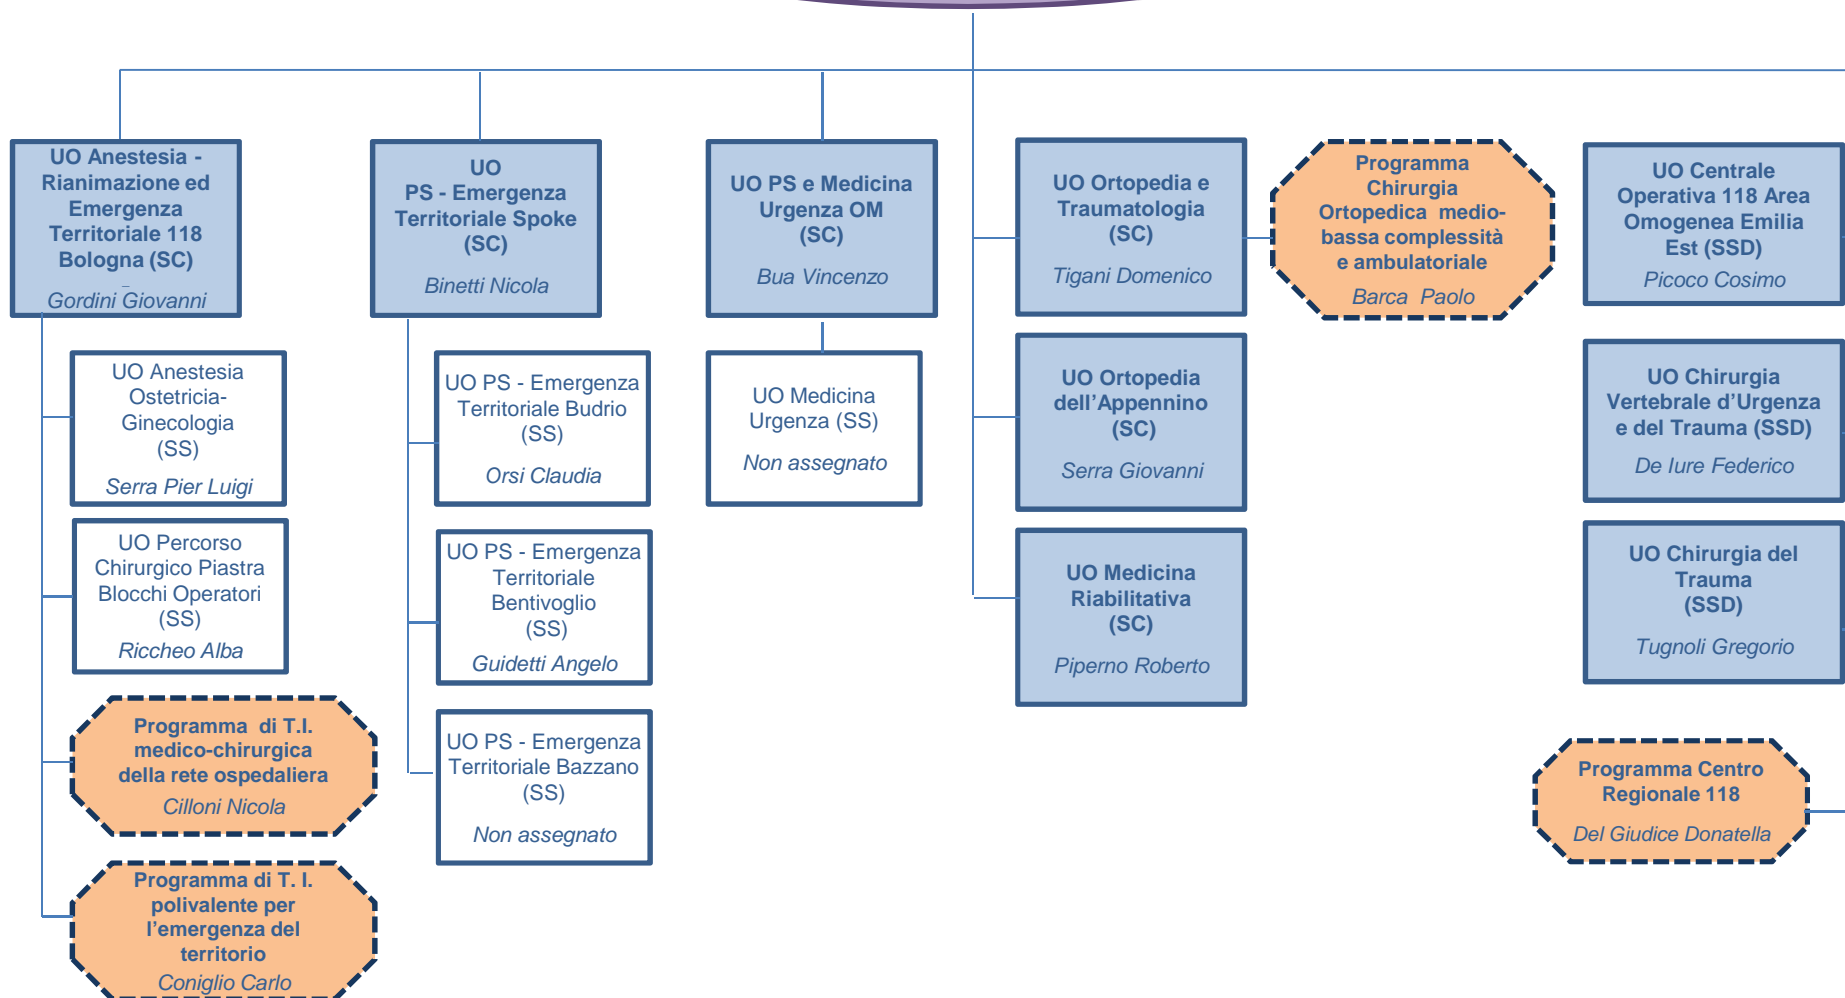 UO Anestesia -
Rianimazione ed
Emergenza
Territoriale 118
Bologna (SC)
Gordini Giovanni
UO Anestesia
Ostetricia-
Ginecologia
(SS)
Serra Pier Luigi
UO Percorso
Chirurgico Piastra
Blocchi Operatori
(SS)
Riccheo Alba
Programma di T.I.
medico-chirurgica
della rete ospedaliera
Cilloni Nicola
Programma di T. I.
polivalente per
l’emergenza del
territorio
Coniglio Carlo
UO
PS - Emergenza
Territoriale Spoke
(SC)
Binetti Nicola
UO PS - Emergenza
Territoriale Budrio
(SS)
Orsi Claudia
UO PS - Emergenza
Territoriale
Bentivoglio
(SS)
Guidetti Angelo
UO PS - Emergenza
Territoriale Bazzano
(SS)
Non assegnato
UO PS e Medicina
Urgenza OM
(SC)
Bua Vincenzo
UO Medicina
Urgenza (SS)
Non assegnato
UO Ortopedia e
Traumatologia
(SC)
Tigani Domenico
Programma
Chirurgia
Ortopedica medio-
bassa complessità
e ambulatoriale
Barca Paolo
UO Ortopedia
dell’Appennino
(SC)
Serra Giovanni
UO Medicina
Riabilitativa
(SC)
Piperno Roberto
UO Centrale
Operativa 118 Area
Omogenea Emilia
Est (SSD)
Picoco Cosimo
UO Chirurgia
Vertebrale d’Urgenza
e del Trauma (SSD)
De Iure Federico
UO Chirurgia del
Trauma
(SSD)
Tugnoli Gregorio
Programma Centro
Regionale 118
Del Giudice Donatella